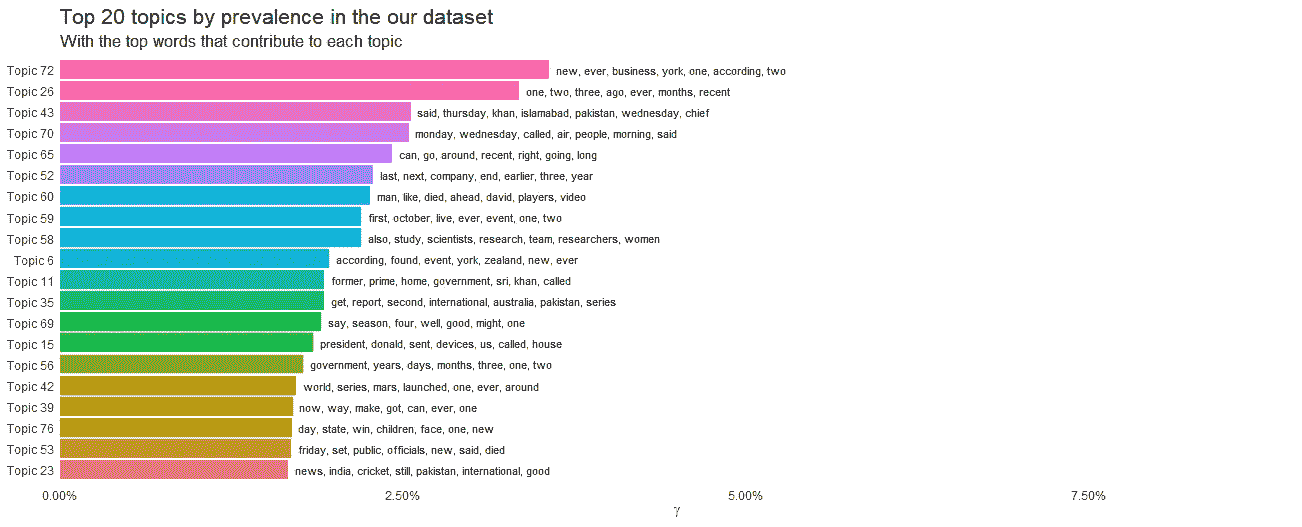 Top 20 topics by prevalence in the our dataset
With the top words that contribute to each topic
Topic 72 new, ever, business, york, one, according, two
Topic 26 one, two, three, ago, ever, months, recent
Topic 43 said, thursday, khan, islamabad, pakistan, wednesday, chief
Topic 70 monday, wednesday, called, air, people, morning, said
Topic 65 can, go, around, recent, right, going, long
Topic 52 last, next, company, end, earlier, three, year
Topic 60 man, like, died, ahead, david, players, video
Topic 59 first, october, live, ever, event, one, two
Topic 58 also, study, scientists, research, team, researchers, women
Topic 6 according, found, event, york, zealand, new, ever
Topic 11 former, prime, home, government, sri, khan, called
Topic 35 get, report, second, international, australia, pakistan, series
Topic 69 say, season, four, well, good, might, one
Topic 15 president, donald, sent, devices, us, called, house
Topic 56 government, years, days, months, three, one, two
Topic 42 world, series, mars, launched, one, ever, around
Topic 39 now, way, make, got, can, ever, one
Topic 76 day, state, win, children, face, one, new
Topic 53 friday, set, public, officials, new, said, died
Topic 23 news, india, cricket, still, pakistan, international, good
0.00% 2.50% 5.00% 7.50%
γ